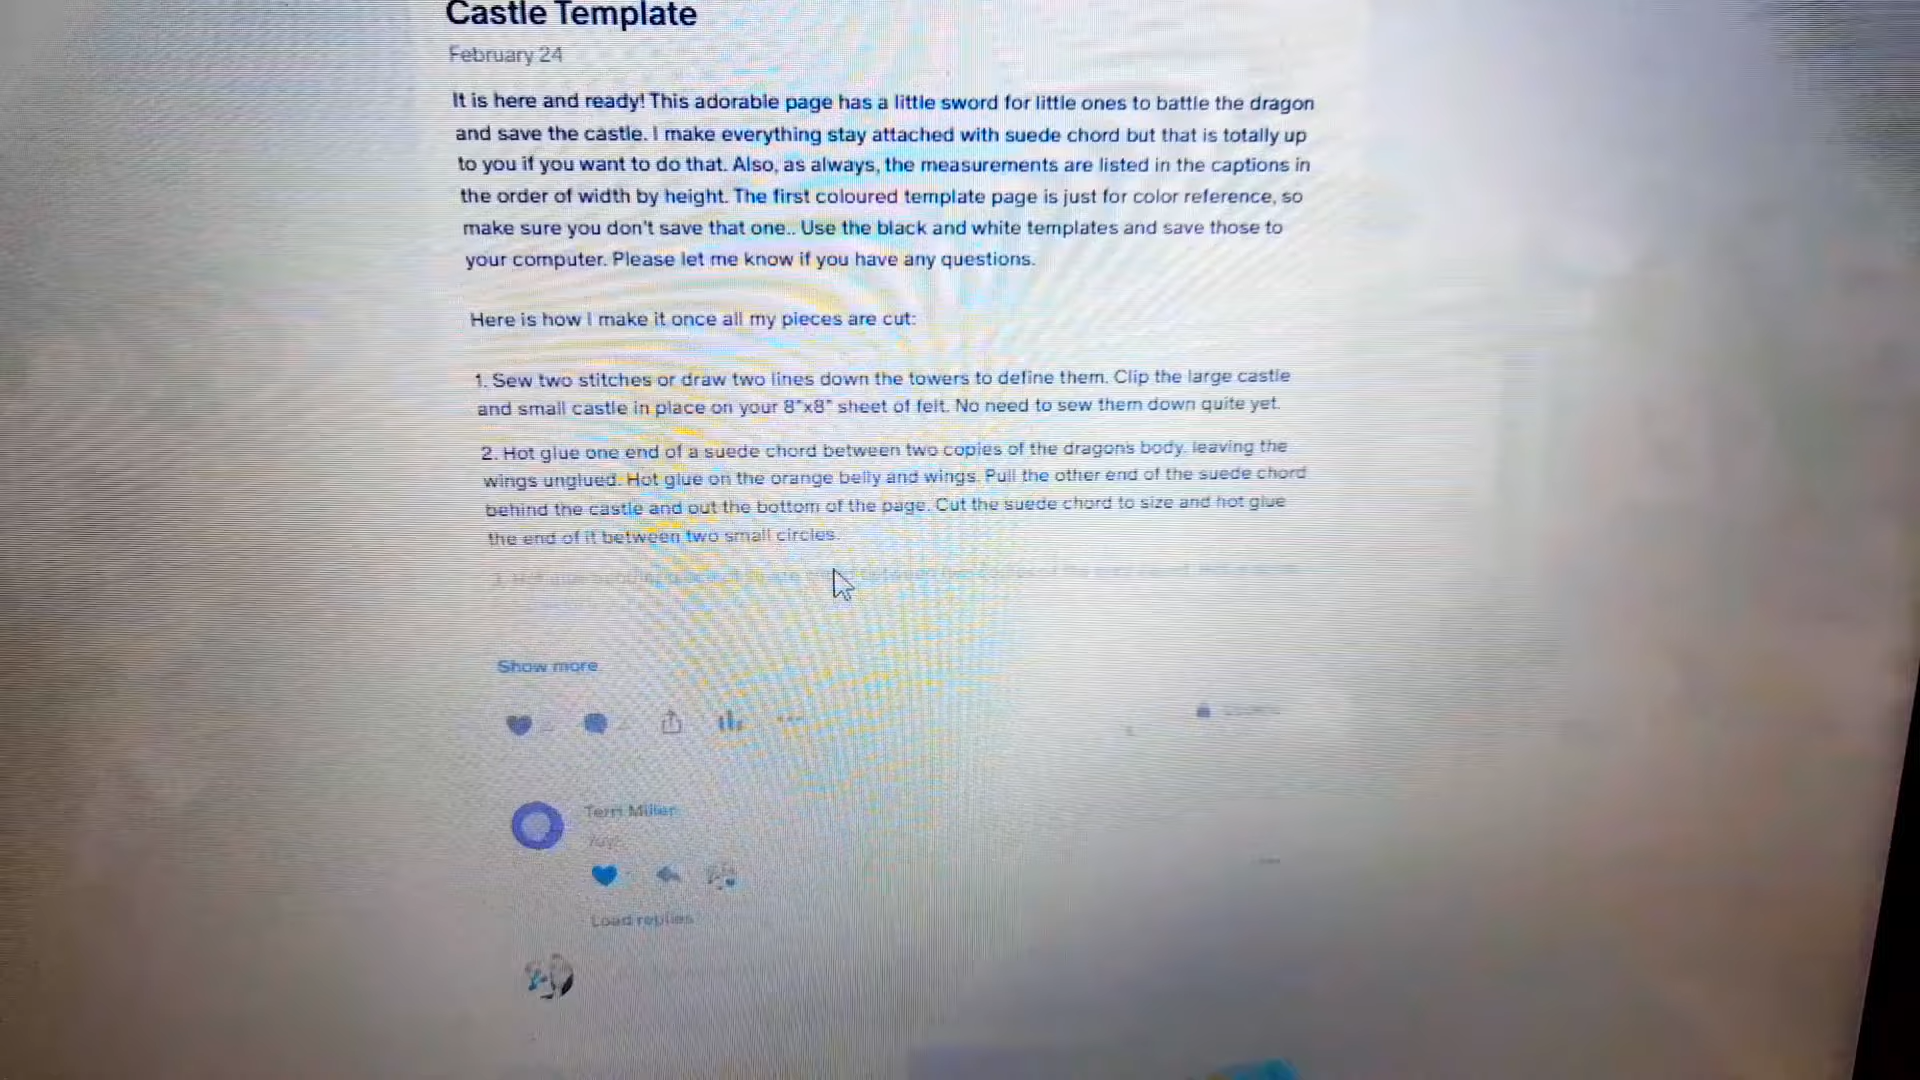 Castle Template
February 24
It is here and ready! This adorable page has a little sword for little ones to battle the dragon
and save the castle. I make everything stay attached with suede chord but that is totally up
to you if you want to do that. Also, as always, the measurements are listed in the captions in
the order of width by height. The first coloured template page is just for color reference, so
make sure you don't save that one.. Use the black and white templates and save those to
your computer. Please let me know if you have any questions.
Here is how I make it once all my pieces are cut:
1. Sew two stitches or draw two lines down the towers to define them. Clip the large castle
and small castle in place on your 8"x8" sheet of felt. No need to sew them down quite yet.
2. Hot glue one end of a suede chord between two copies of the dragon's body, leaving the
wings unglued. Hot glue on the orange belly and wings. Pull the other end of the suede chord
behind the castle and out the bottom of the page. Cut the suede chord to size and hot glue
the end of it between two small circles.
Show more
Terri Miller
Load replies